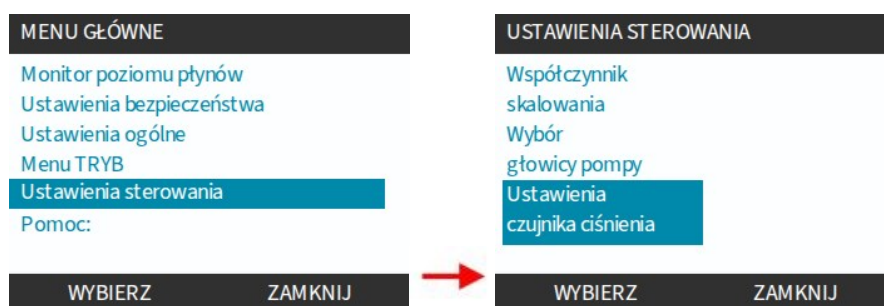 MENU GŁÓWNE
Monitor poziomu płynów
Ustawienia bezpieczeństwa
Ustawienia ogólne
Menu TRYB
Ustawienia sterowania
Pomoc:
WYBIERZ ZAMKNIJ
USTAWIENIA STEROWANIA
Współczynnik
skalowania
Wybór
głowicy pompy
Ustawienia
czujnika ciśnienia
WYBIERZ ZAMKNIJ